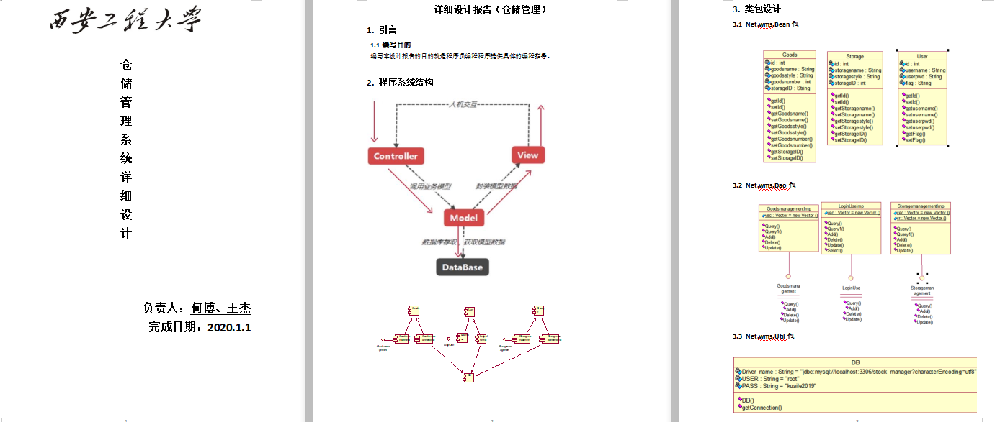 西安工程大学
仓
储
管
理
系
统
详
细
设
计
负责人：何博、王杰
完成日期：2020.1.1
1
详细设计报告（仓储管理）
1. 引言
1.1 编写目的
编写本设计报告的目的就是程序员编程程序提供具体的编程指导。
2. 程序系统结构
人机交互
Controller
View
调用业务模型
封装模型数据
Model
数据库存取
获取模型数据
DataBase
User
LoginUse
DB
2
3. 类包设计
3.1 Net.wms.Bean 包
Goods
id : int
goodsname : String
goodsstyle : String
goodsnumber : int
storageID : String
getId()
setId()
getGoodsname()
setGoodsname()
getGoodsstyle()
setGoodsstyle()
getGoodsnumber()
setGoodsnumber()
getStorageID()
setStorageID()
Storage
id : int
storagename : String
storagestyle : String
storageID : int
getId()
setId()
getStoragename()
setStoragename()
getStoragestyle()
setStoragestyle()
getStorageID()
setStorageID()
User
id : int
username : String
userpwd : String
flag : String
getId()
setId()
getusername()
setusername()
getuserpwd()
setuserpwd()
getFlag()
setFlag()
3.2 Net.wms.Dao 包
GoodsmanagementImp
vec : Vector = new Vector ()
Query()
Query1()
Add()
Delete()
Update()
LoginUseImp
vec : Vector = new Vector ()
Query()
Query1()
Add()
Delete()
Update()
Select()
StoragemanagementImp
vec : Vector = new Vector ()
vr : Vector = new Vector ()
Query()
Query1()
Add()
Delete()
Update()
Goodsmana
gement
Query()
Add()
Delete()
Update()
LoginUse
Query()
Add()
Delete()
Update()
Storageman
agement
Query()
Add()
Delete()
Update()
3.3 Net.wms.Util 包
DB
Driver_name : String = "jdbc:mysql://localhost:3306/stock_manager?characterEncoding=utf8"
USER : String = "root"
PASS : String = "kuaile2019"
DB()
getConnection()
3